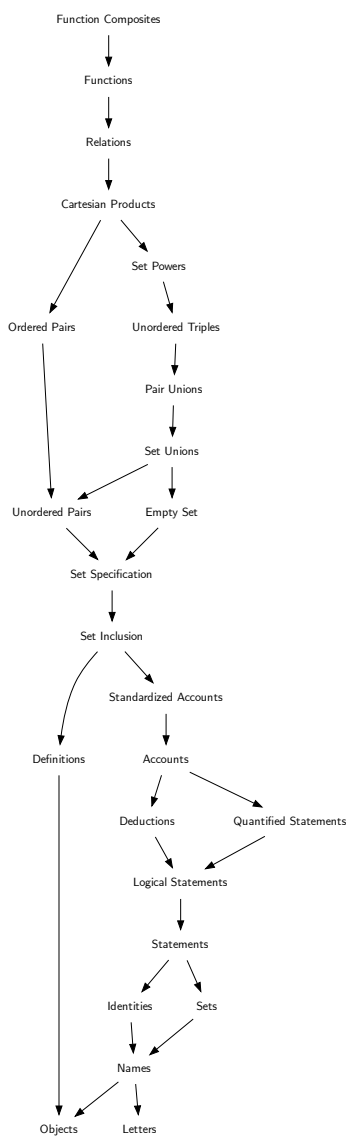 Function Composites
Functions
Relations
Cartesian Products
Set Powers
Ordered Pairs
Unordered Triples
Pair Unions
Set Unions
Unordered Pairs
Empty Set
Set Specification
Set Inclusion
Standardized Accounts
Definitions
Accounts
Deductions
Quantified Statements
Logical Statements
Statements
Identities
Sets
Names
Objects
Letters